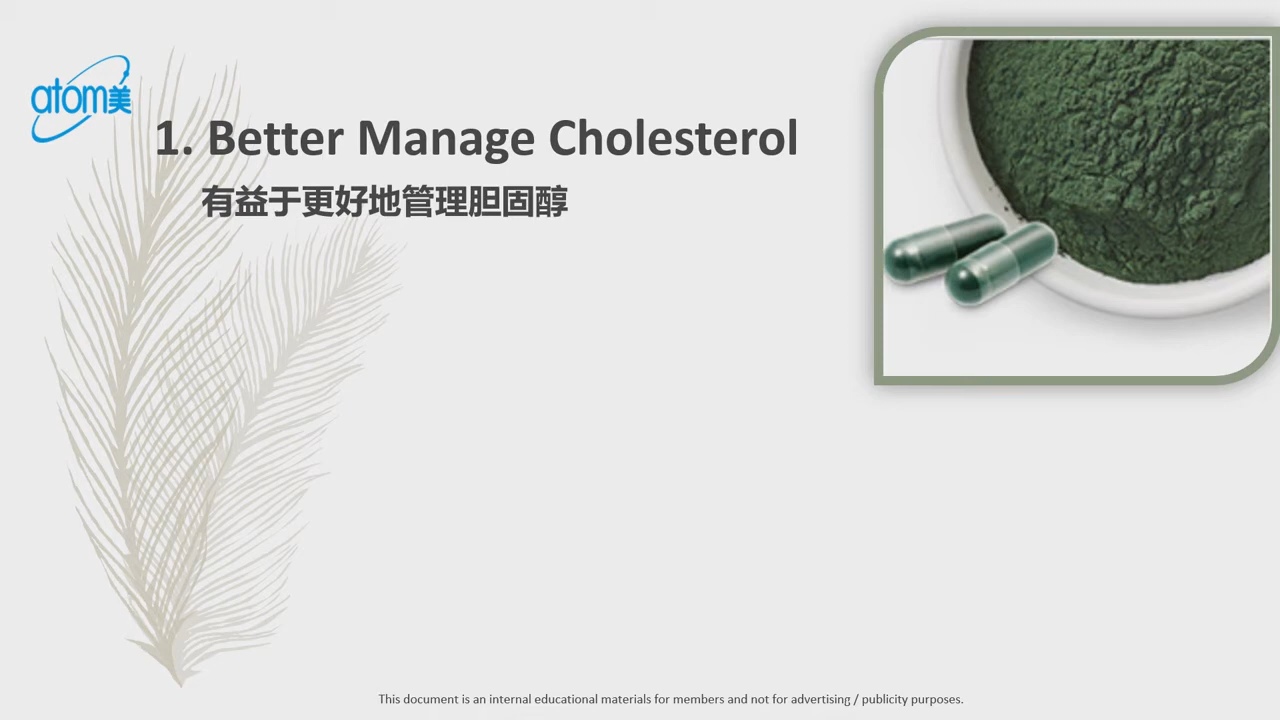 atom美
1. Better Manage Cholesterol
有益于更好地管理胆固醇
This document is an internal educational materials for members and not for advertising / publicity purposes.